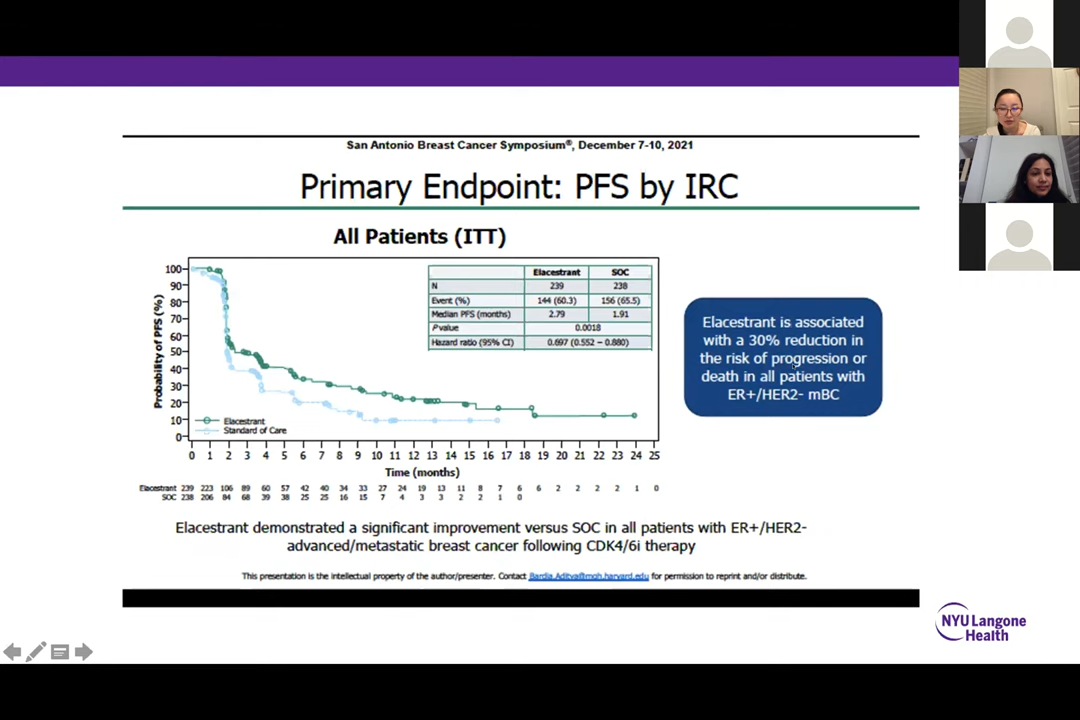 San Antonio Breast Cancer Symposium®, December 7-10, 2021
Primary Endpoint: PFS by IRC
All Patients (ITT)
Elacestrant SOC
N 239 238
Event (%) 144 (60.3) 156 (65.5)
Median PFS (months) 2.79 1.91
P value 0.0018
Hazard ratio (95% CI) 0.697 (0.552 – 0.880)
Probability of PFS (%)
100
90
80
70
60
50
40
30
20
10
0
Elacestrant
Standard of Care
0 1 2 3 4 5 6 7 8 9 10 11 12 13 14 15 16 17 18 19 20 21 22 23 24 25
Time (months)
Elacestrant 239 223 106 89 60 57 42 40 34 33 27 24 19 13 11 8 7 6 6 2 2 2 2 1 0
SOC 238 206 84 68 39 38 25 25 16 15 7 4 3 3 2 2 1 0
Elacestrant is associated
with a 30% reduction in
the risk of progression or
death in all patients with
ER+/HER2- mBC
Elacestrant demonstrated a significant improvement versus SOC in all patients with ER+/HER2-
advanced/metastatic breast cancer following CDK4/6i therapy
This presentation is the intellectual property of the author/presenter. Contact Bardia.Aditya@mgh.harvard.edu for permission to reprint and/or distribute.
NYU Langone
Health